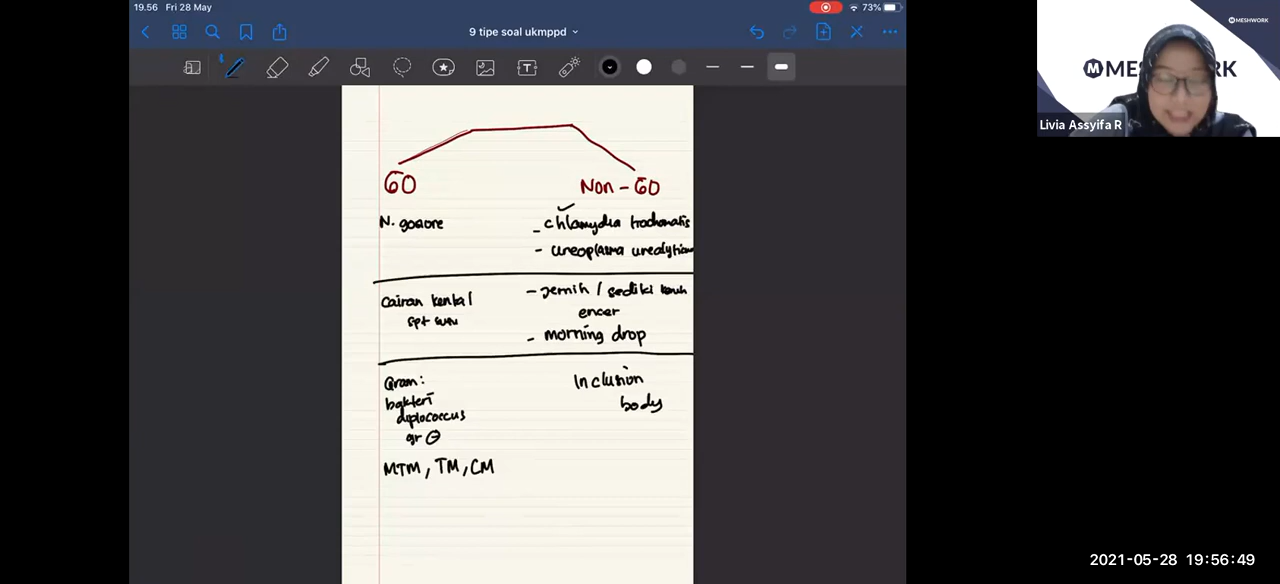 19.56 Fri 28 May
73%
9 tipe soal ukmppd
MESHWORK
MESHWORK
Livia Assyifa R
GO
Non - GO
N. gonore
- chlamydia trachomatis
- ureoplasma urealyticum
Cairan kental
spt susu
- Jernih / sedikit keruh
encer
- morning drop
Gram:
bakteri
diplococcus
gr ⊖
MTM, TM, CM
Inclusion
body
2021-05-28 19:56:49